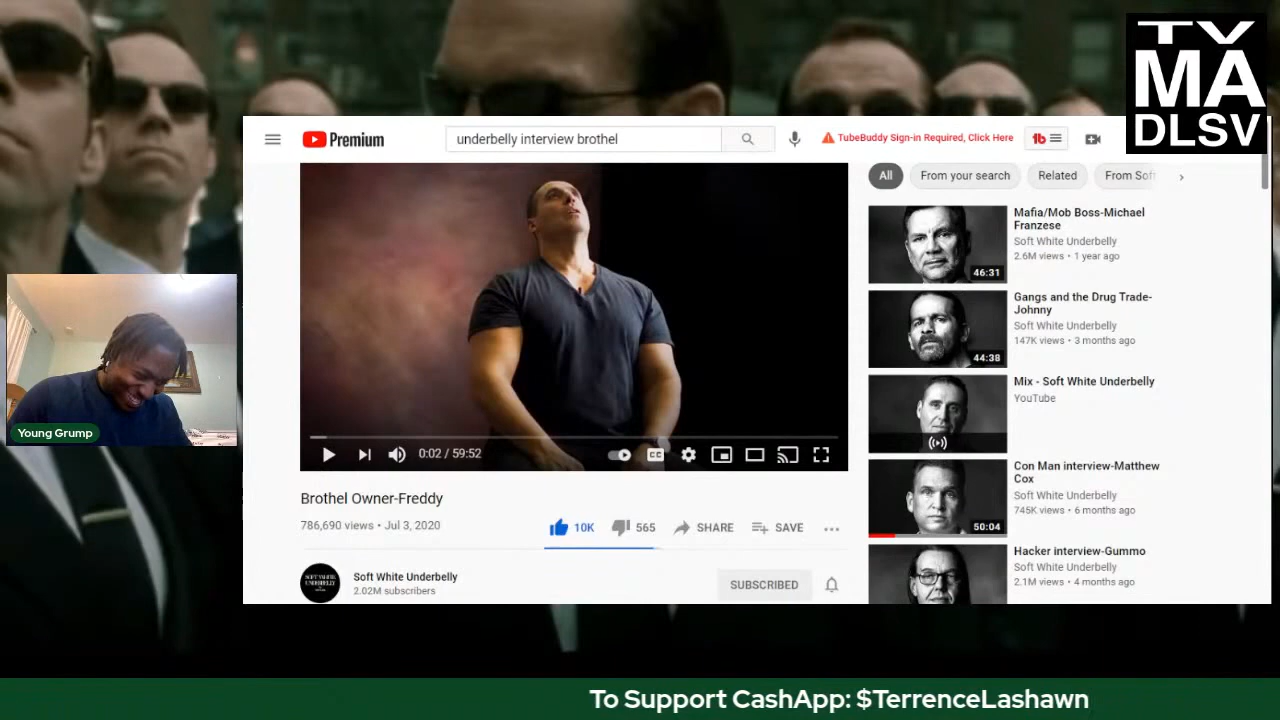 TV
MA
DLSV
Premium
underbelly interview brothel
TubeBuddy Sign-in Required, Click Here
tb
All
From your search
Related
From Sof
Mafia/Mob Boss-Michael
Franzese
Soft White Underbelly
2.6M views • 1 year ago
46:31
Gangs and the Drug Trade-
Johnny
Soft White Underbelly
147K views • 3 months ago
44:38
Mix - Soft White Underbelly
YouTube
Con Man interview-Matthew
Cox
Soft White Underbelly
745K views • 6 months ago
50:04
Hacker interview-Gummo
Soft White Underbelly
2.1M views • 4 months ago
0:02 / 59:52
CC
Brothel Owner-Freddy
786,690 views • Jul 3, 2020
10K
565
SHARE
SAVE
SOFT WHITE
UNDERBELLY
Soft White Underbelly
2.02M subscribers
SUBSCRIBED
Young Grump
To Support CashApp: $TerrenceLashawn